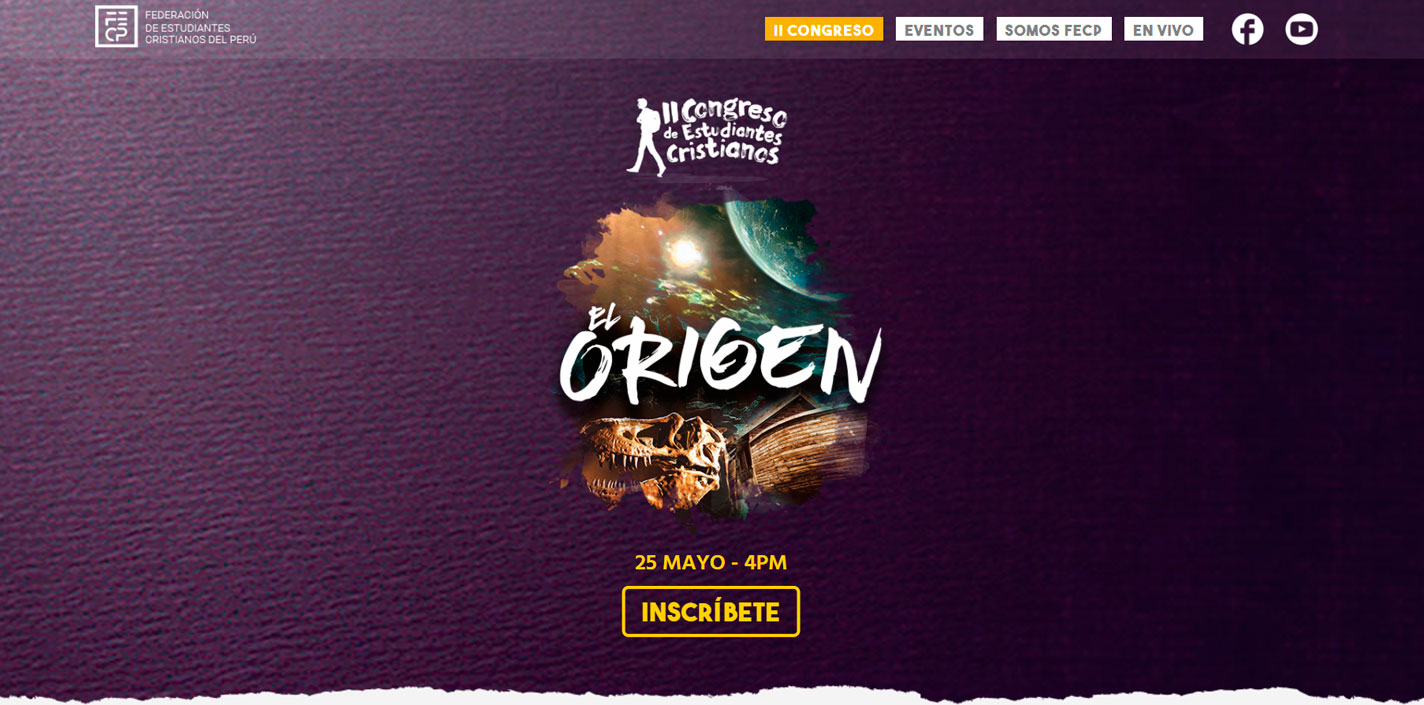 FECP
FEDERACIÓN
DE ESTUDIANTES
CRISTIANOS DEL PERÚ
II CONGRESO
EVENTOS
SOMOS FECP
EN VIVO
II Congreso
de Estudiantes
Cristianos
EL
ORIGEN
25 MAYO - 4PM
INSCRÍBETE